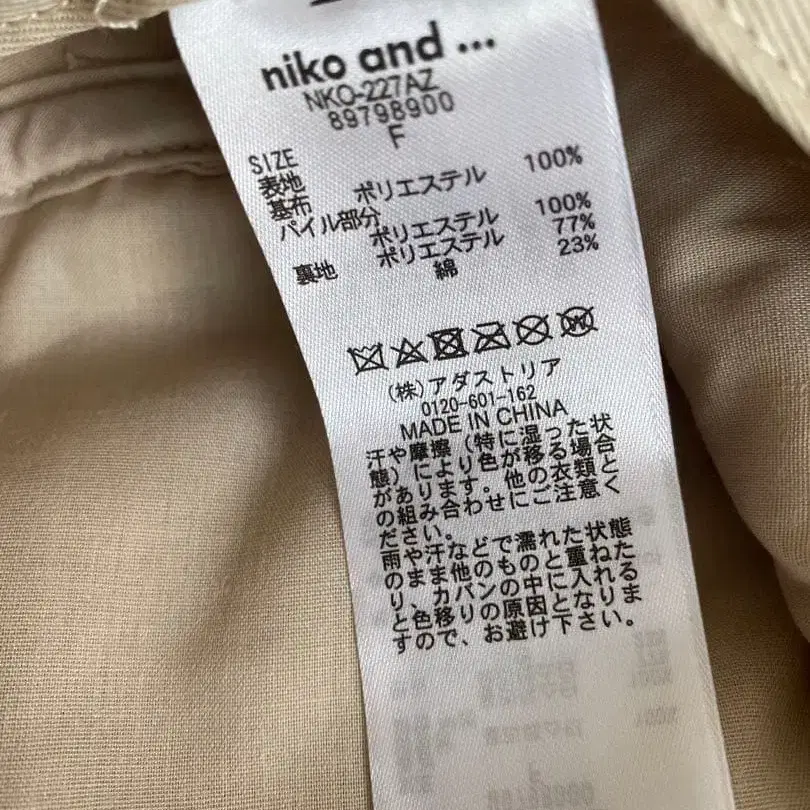 niko and ...
NKO-227AZ
89798900
F
SIZE
表地
基布 ポリエステル 100%
パイル部分
ポリエステル 100%
ポリエステル 77%
裏地 綿 23%
(株)アダストリア
0120-601-162
MADE IN CHINA
汗や摩擦(特に湿った状
態)により色が移る場合
があります。他の衣類と
の組み合わせにご注意く
ださい。
雨や汗などで濡れた状態
のまま他のものと重ねた
り、カバンの中に入れる
と色移りの原因となりま
すので、お避け下さい。